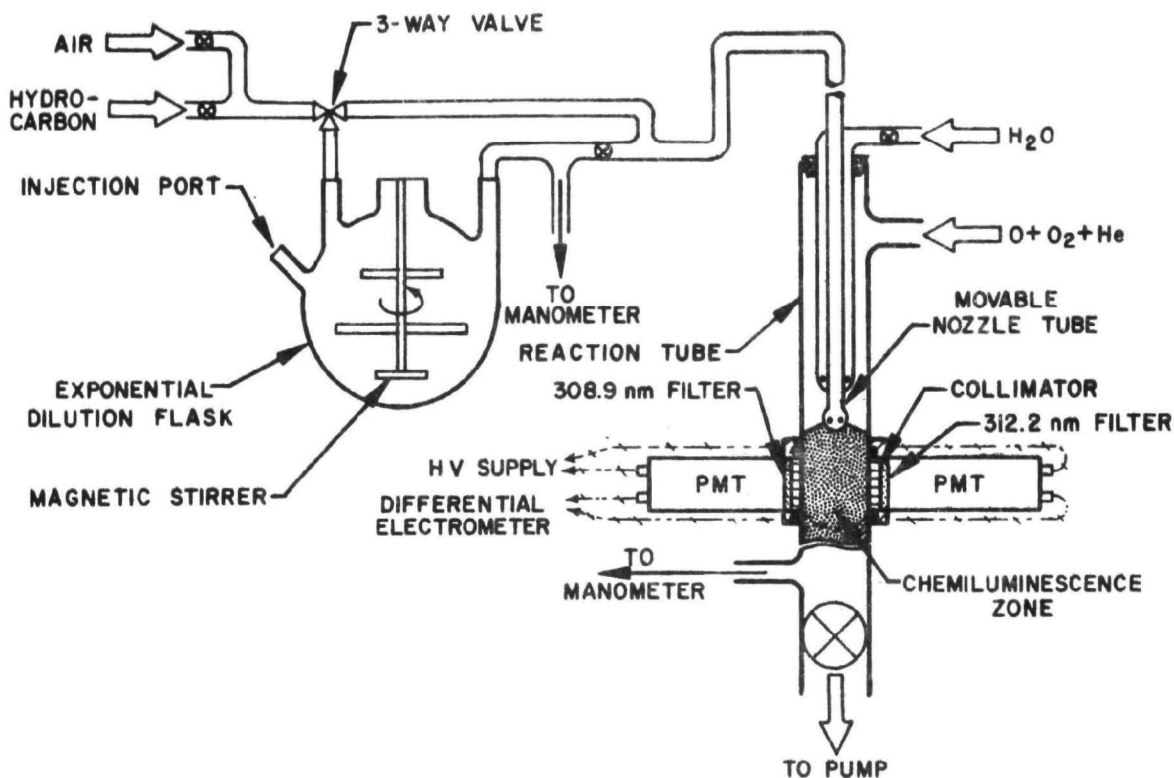 3-WAY VALVE
AIR
HYDRO-
CARBON
H2O
INJECTION PORT
O+O2+He
TO
MANOMETER
MOVABLE
NOZZLE TUBE
REACTION TUBE
EXPONENTIAL
DILUTION FLASK
308.9 nm FILTER
COLLIMATOR
312.2 nm FILTER
MAGNETIC STIRRER
HV SUPPLY
PMT
PMT
DIFFERENTIAL
ELECTROMETER
TO
MANOMETER
CHEMILUMINESCENCE
ZONE
TO PUMP